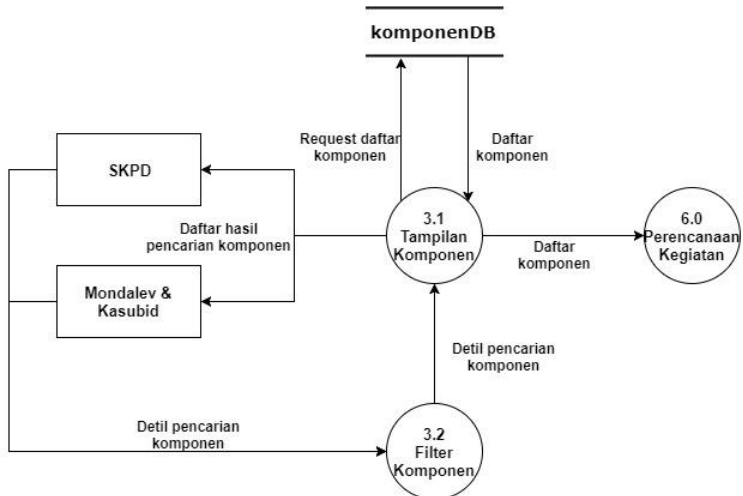 komponenDB
Request daftar
komponen
Daftar
komponen
SKPD
Daftar hasil
pencarian komponen
3.1
Tampilan
Komponen
Daftar
komponen
6.0
Perencanaan
Kegiatan
Mondalev &
Kasubid
Detil pencarian
komponen
Detil pencarian
komponen
3.2
Filter
Komponen